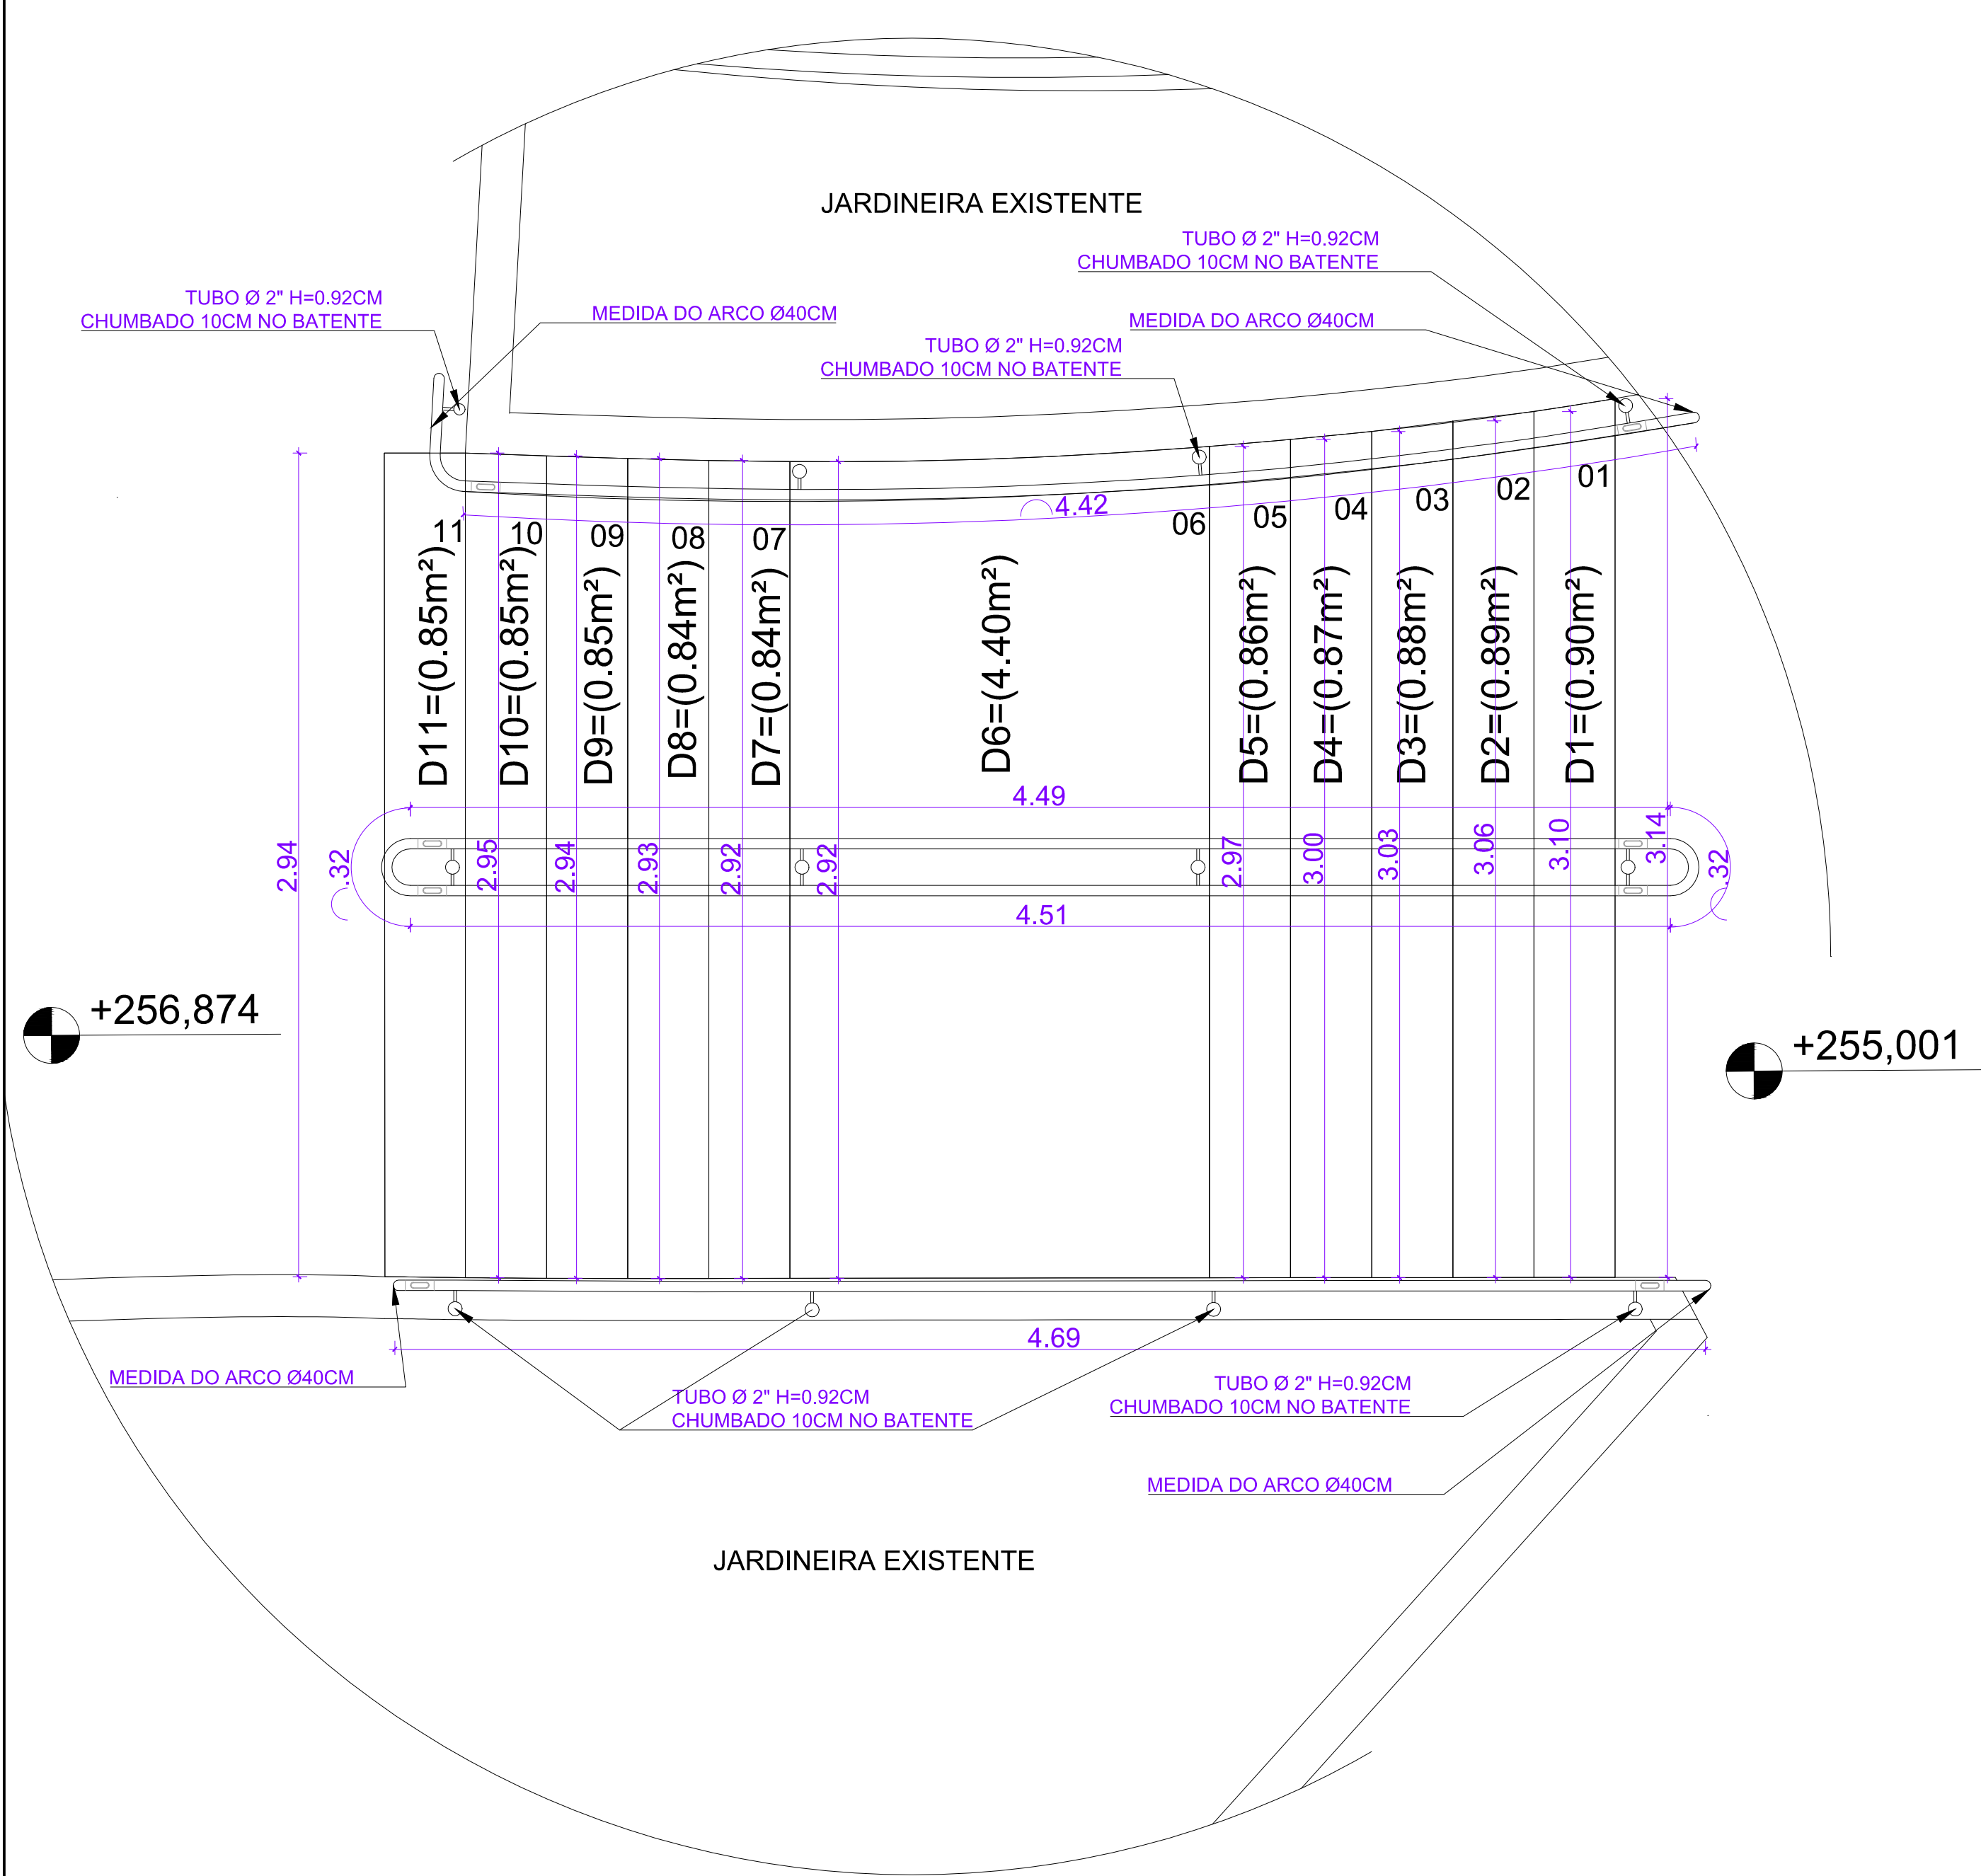 JARDINEIRA EXISTENTE
TUBO Ø 2" H=0.92CM
CHUMBADO 10CM NO BATENTE
TUBO Ø 2" H=0.92CM
CHUMBADO 10CM NO BATENTE
MEDIDA DO ARCO Ø40CM
MEDIDA DO ARCO Ø40CM
TUBO Ø 2" H=0.92CM
CHUMBADO 10CM NO BATENTE
4.42
11
10
09
08
07
06
05
04
03
02
01
D11=(0.85m²)
D10=(0.85m²)
D9=(0.85m²)
D8=(0.84m²)
D7=(0.84m²)
D6=(4.40m²)
D5=(0.86m²)
D4=(0.87m²)
D3=(0.88m²)
D2=(0.89m²)
D1=(0.90m²)
4.49
2.94
.32
2.95
2.94
2.93
2.92
2.92
2.97
3.00
3.03
3.06
3.10
3.14
.32
4.51
+256,874
+255,001
4.69
MEDIDA DO ARCO Ø40CM
TUBO Ø 2" H=0.92CM
CHUMBADO 10CM NO BATENTE
TUBO Ø 2" H=0.92CM
CHUMBADO 10CM NO BATENTE
MEDIDA DO ARCO Ø40CM
JARDINEIRA EXISTENTE